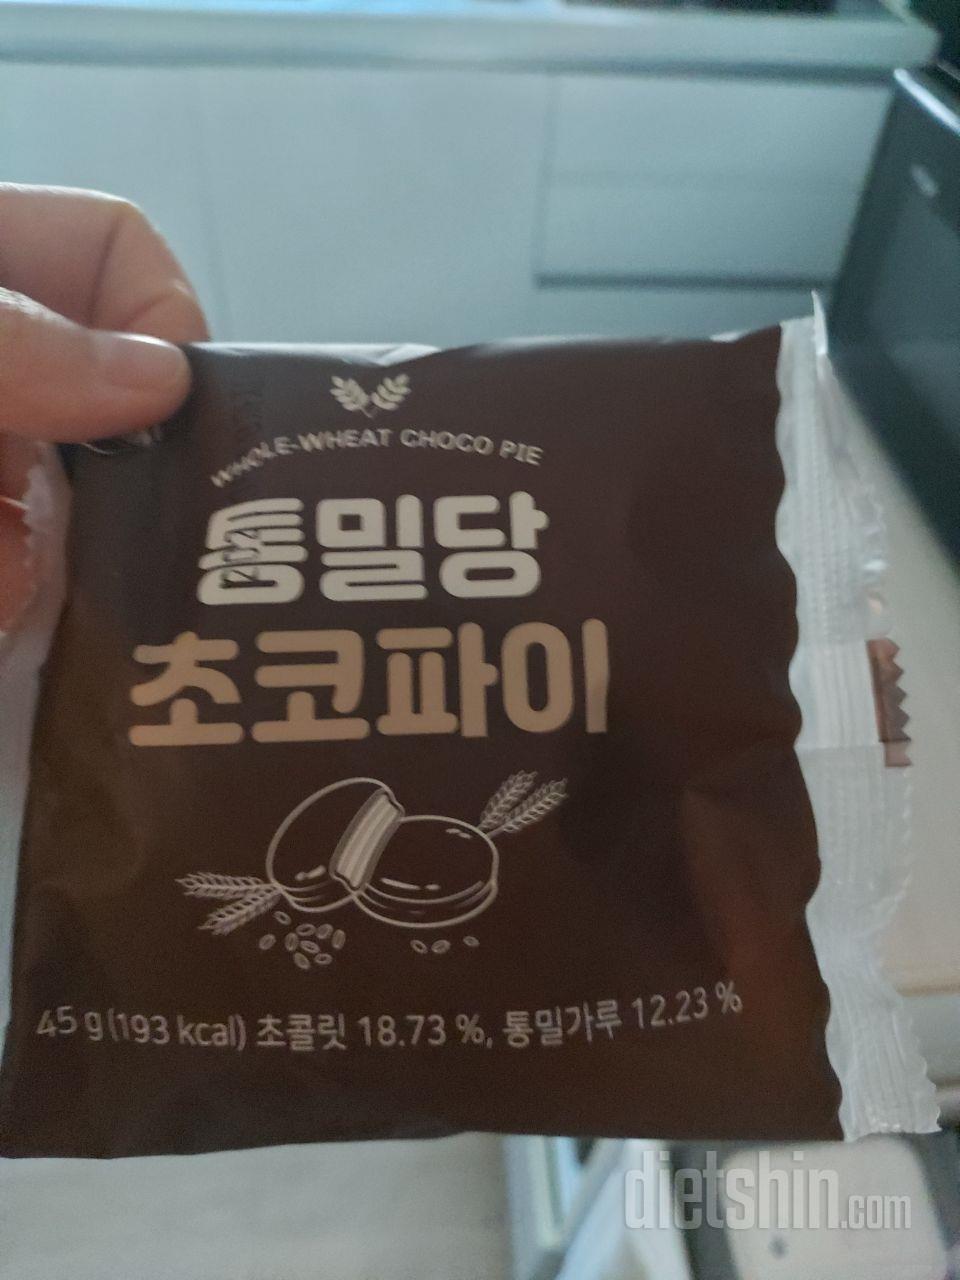 WHOLE-WHEAT CHOCO PIE
통밀당
초코파이
45 g(193 kcal) 초콜릿 18.73 %, 통밀가루 12.23 %
dietshin.com